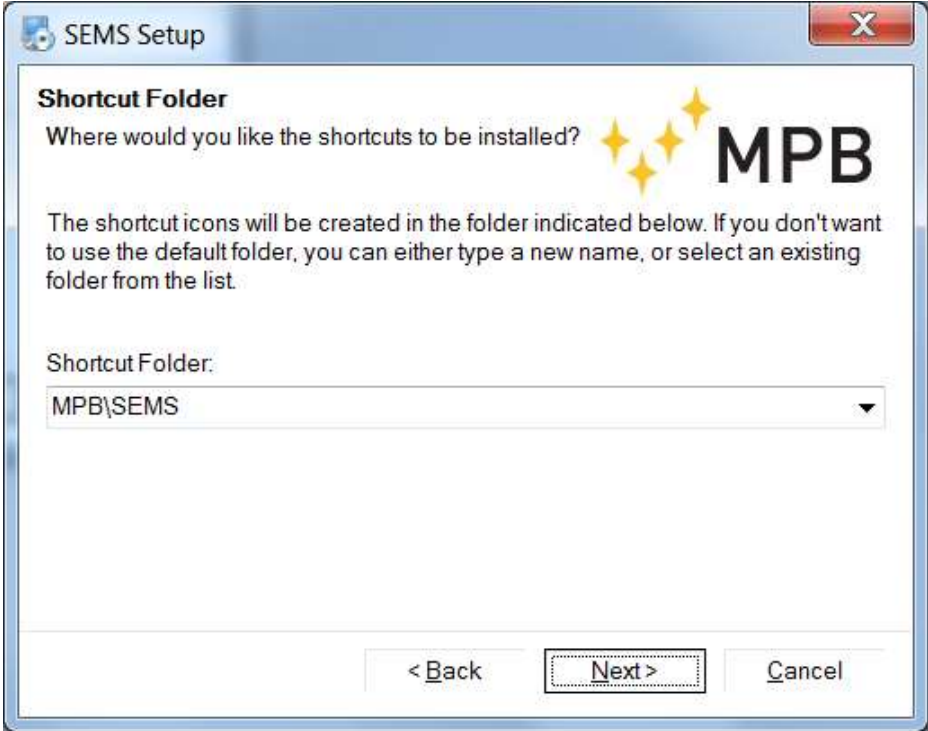 SEMS Setup
Shortcut Folder
Where would you like the shortcuts to be installed?
MPB
The shortcut icons will be created in the folder indicated below. If you don't want
to use the default folder, you can either type a new name, or select an existing
folder from the list.
Shortcut Folder:
MPB\SEMS
< Back
Next >
Cancel